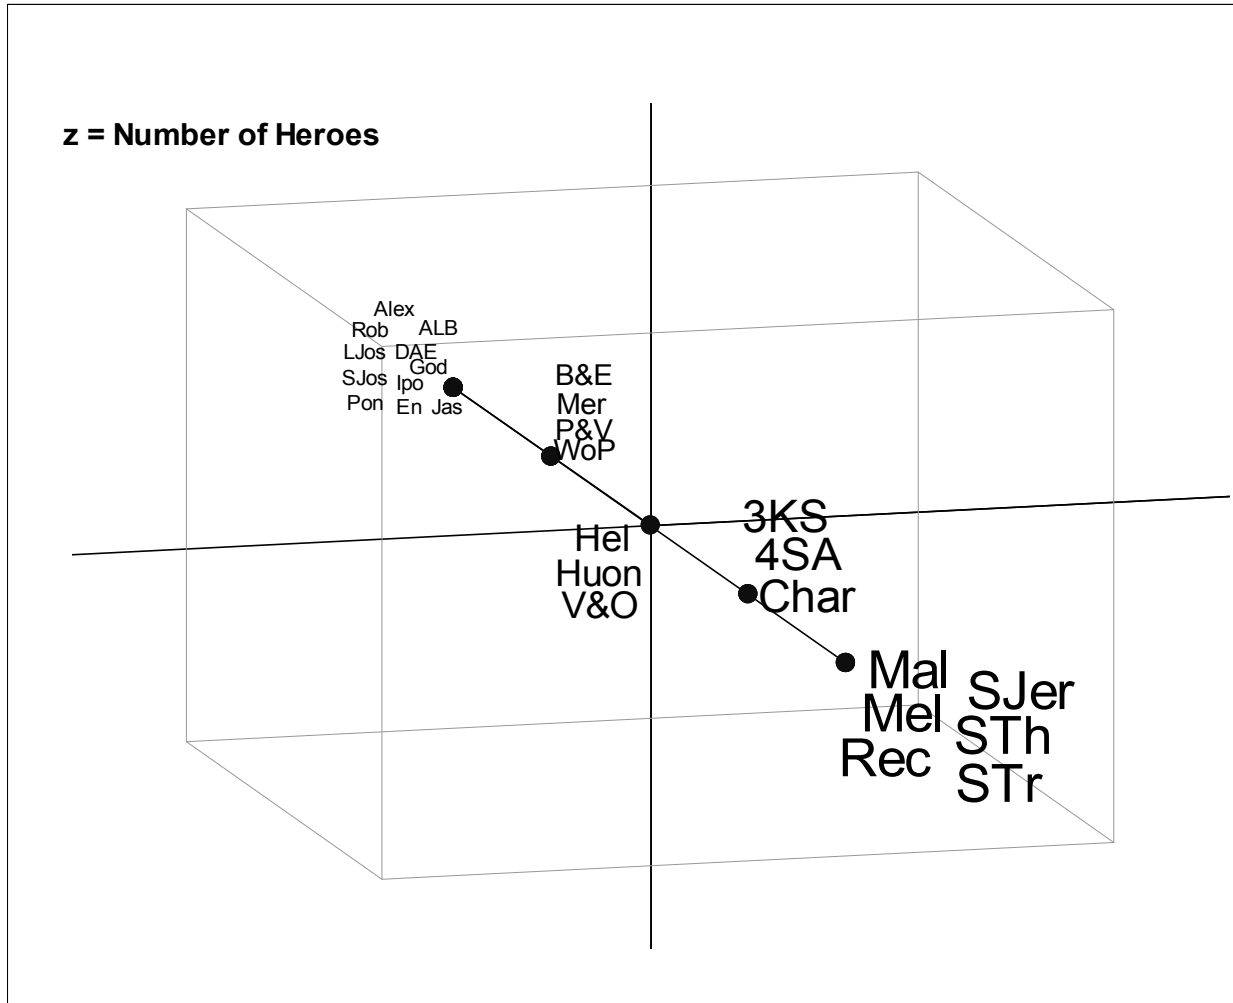 z = Number of Heroes
Alex
Rob ALB
LJos DAE
God
SJos Ipo
Pon En Jas
B&E
Mer
P&V
WoP
3KS
4SA
Char
Hel
Huon
V&O
Mal
Mel
Rec
SJer
STh
STr